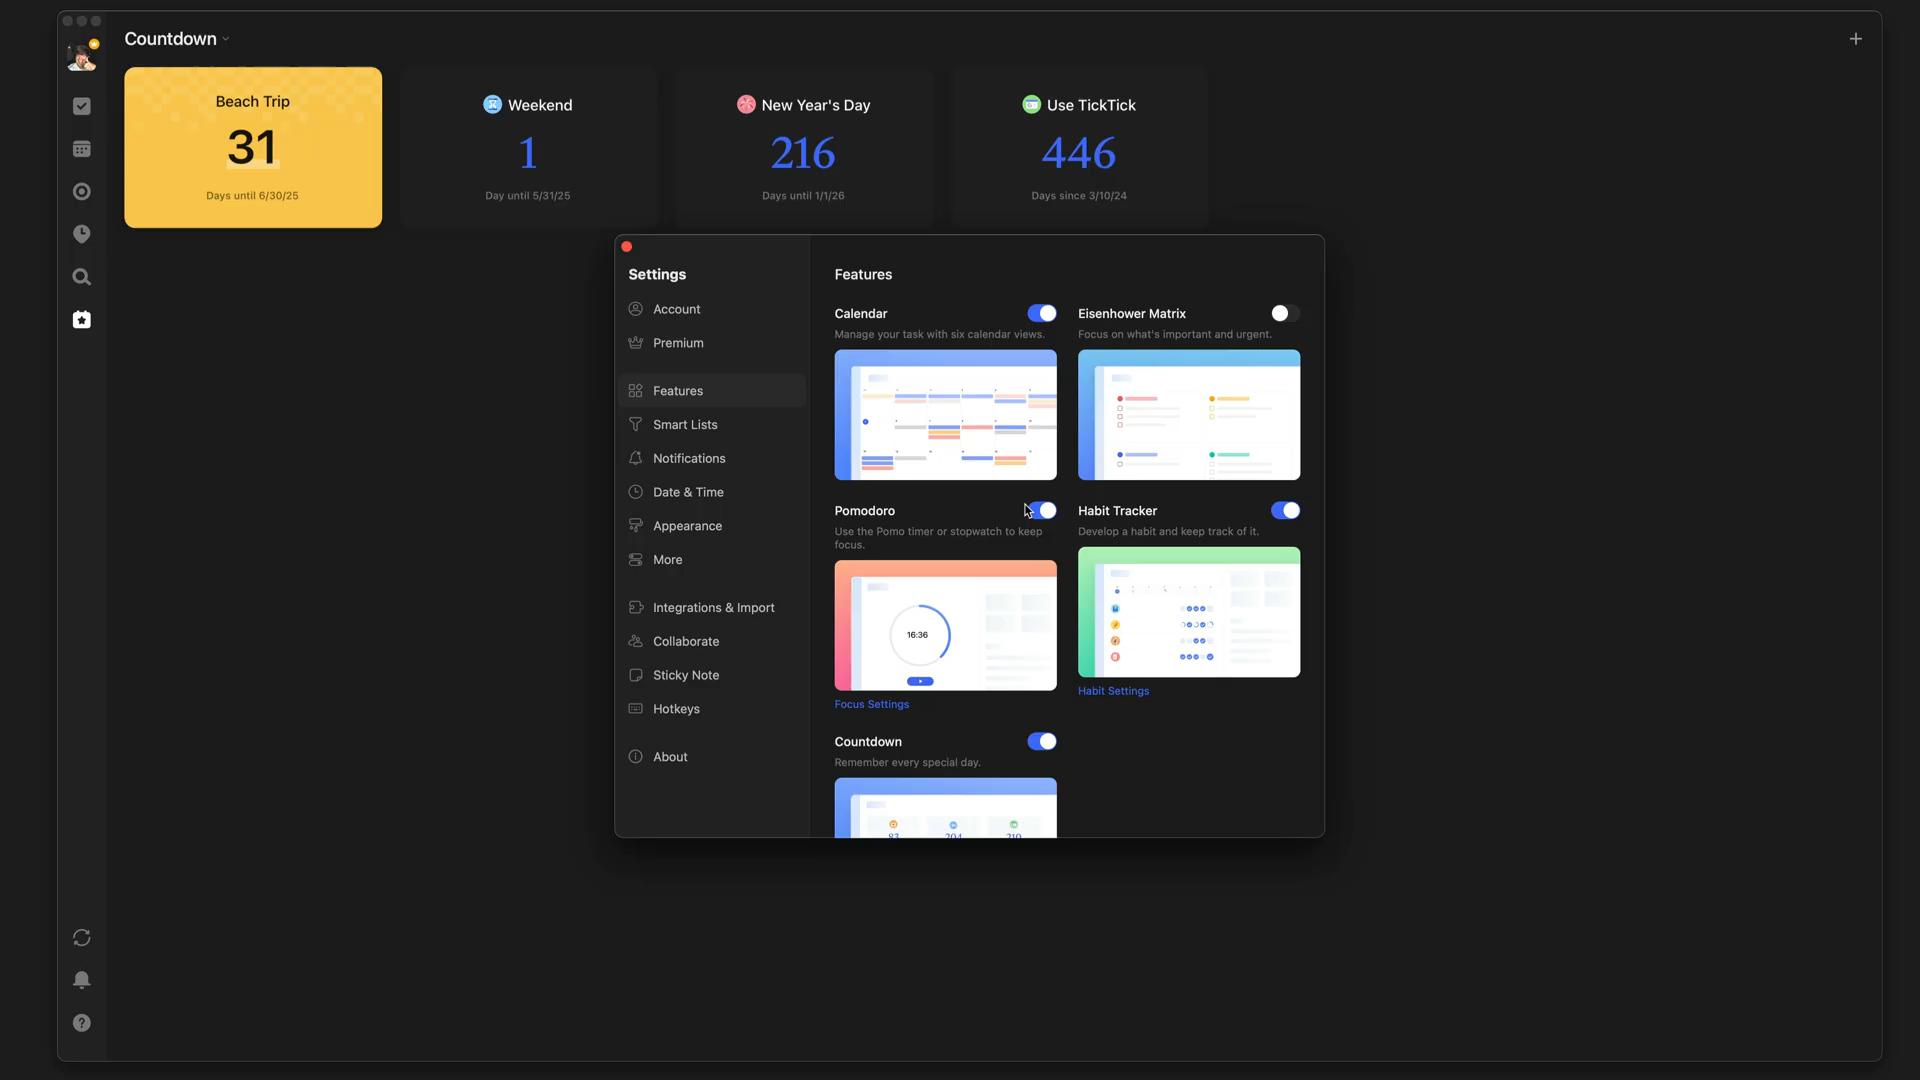 Countdown
Beach Trip
31
Days until 6/30/25
Weekend
1
Day until 5/31/25
New Year's Day
216
Days until 1/1/26
Use TickTick
446
Days since 3/10/24
Settings
Account
Premium
Features
Smart Lists
Notifications
Date & Time
Appearance
More
Integrations & Import
Collaborate
Sticky Note
Hotkeys
About
Features
Calendar
Manage your task with six calendar views.
Eisenhower Matrix
Focus on what's important and urgent.
Pomodoro
Use the Pomo timer or stopwatch to keep
focus.
16:36
Focus Settings
Habit Tracker
Develop a habit and keep track of it.
Habit Settings
Countdown
Remember every special day.
83
204
210